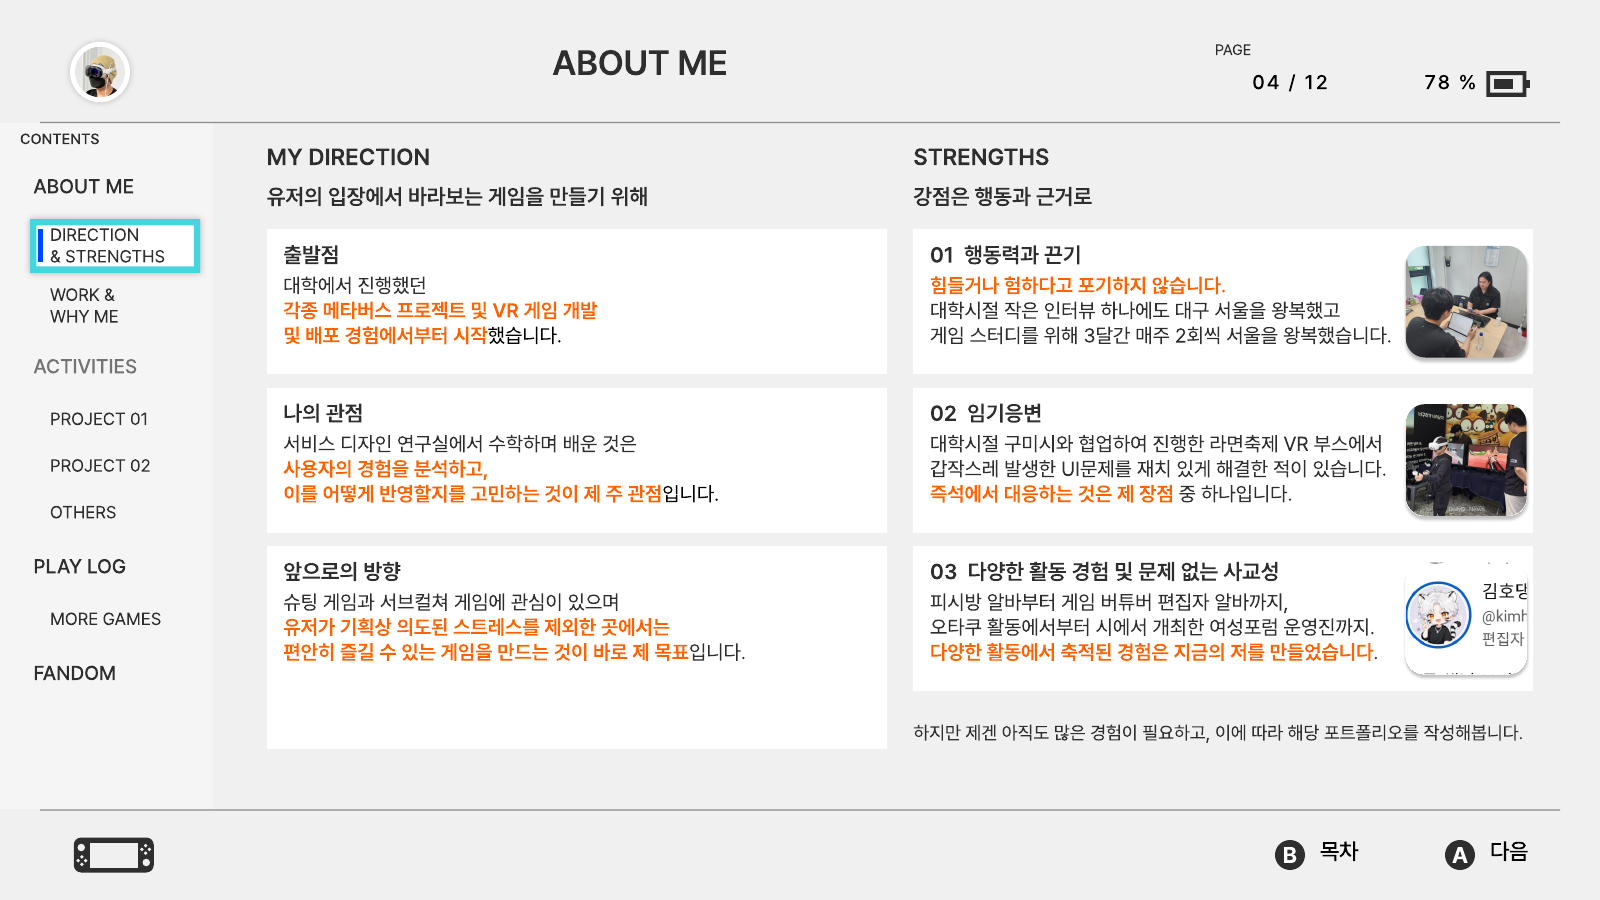 ABOUT ME
PAGE
04 / 12
78 %
CONTENTS
ABOUT ME
DIRECTION
& STRENGTHS
WORK &
WHY ME
ACTIVITIES
PROJECT 01
PROJECT 02
OTHERS
PLAY LOG
MORE GAMES
FANDOM
MY DIRECTION
유저의 입장에서 바라보는 게임을 만들기 위해
출발점
대학에서 진행했던
각종 메타버스 프로젝트 및 VR 게임 개발
및 배포 경험에서부터 시작했습니다.
나의 관점
서비스 디자인 연구실에서 수학하며 배운 것은
사용자의 경험을 분석하고,
이를 어떻게 반영할지를 고민하는 것이 제 주 관점입니다.
앞으로의 방향
슈팅 게임과 서브컬쳐 게임에 관심이 있으며
유저가 기획상 의도된 스트레스를 제외한 곳에서는
편안히 즐길 수 있는 게임을 만드는 것이 바로 제 목표입니다.
STRENGTHS
강점은 행동과 근거로
01 행동력과 끈기
힘들거나 험하다고 포기하지 않습니다.
대학시절 작은 인터뷰 하나에도 대구 서울을 왕복했고
게임 스터디를 위해 3달간 매주 2회씩 서울을 왕복했습니다.
02 임기응변
대학시절 구미시와 협업하여 진행한 라면축제 VR 부스에서
갑작스레 발생한 UI문제를 재치 있게 해결한 적이 있습니다.
즉석에서 대응하는 것은 제 장점 중 하나입니다.
03 다양한 활동 경험 및 문제 없는 사교성
피시방 알바부터 게임 버튜버 편집자 알바까지,
오타쿠 활동에서부터 시에서 개최한 여성포럼 운영진까지.
다양한 활동에서 축적된 경험은 지금의 저를 만들었습니다.
김호댕
@kimh
편집자
하지만 제겐 아직도 많은 경험이 필요하고, 이에 따라 해당 포트폴리오를 작성해봅니다.
B 목차
A 다음